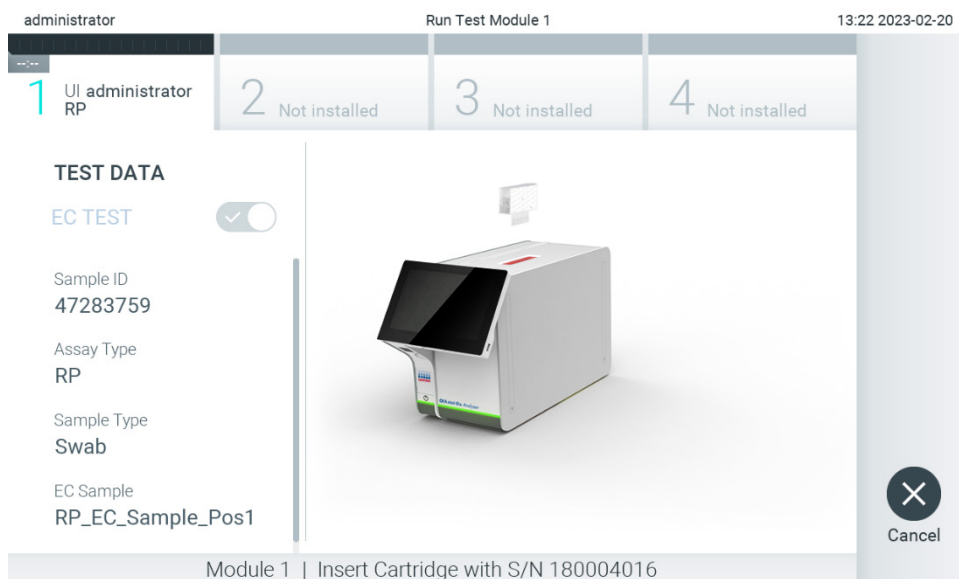 administrator
Run Test Module 1
13:22 2023-02-20
--:--
1 UI administrator
RP
2 Not installed
3 Not installed
4 Not installed
TEST DATA
EC TEST
Sample ID
47283759
Assay Type
RP
Sample Type
Swab
EC Sample
RP_EC_Sample_Pos1
Cancel
Module 1 | Insert Cartridge with S/N 180004016